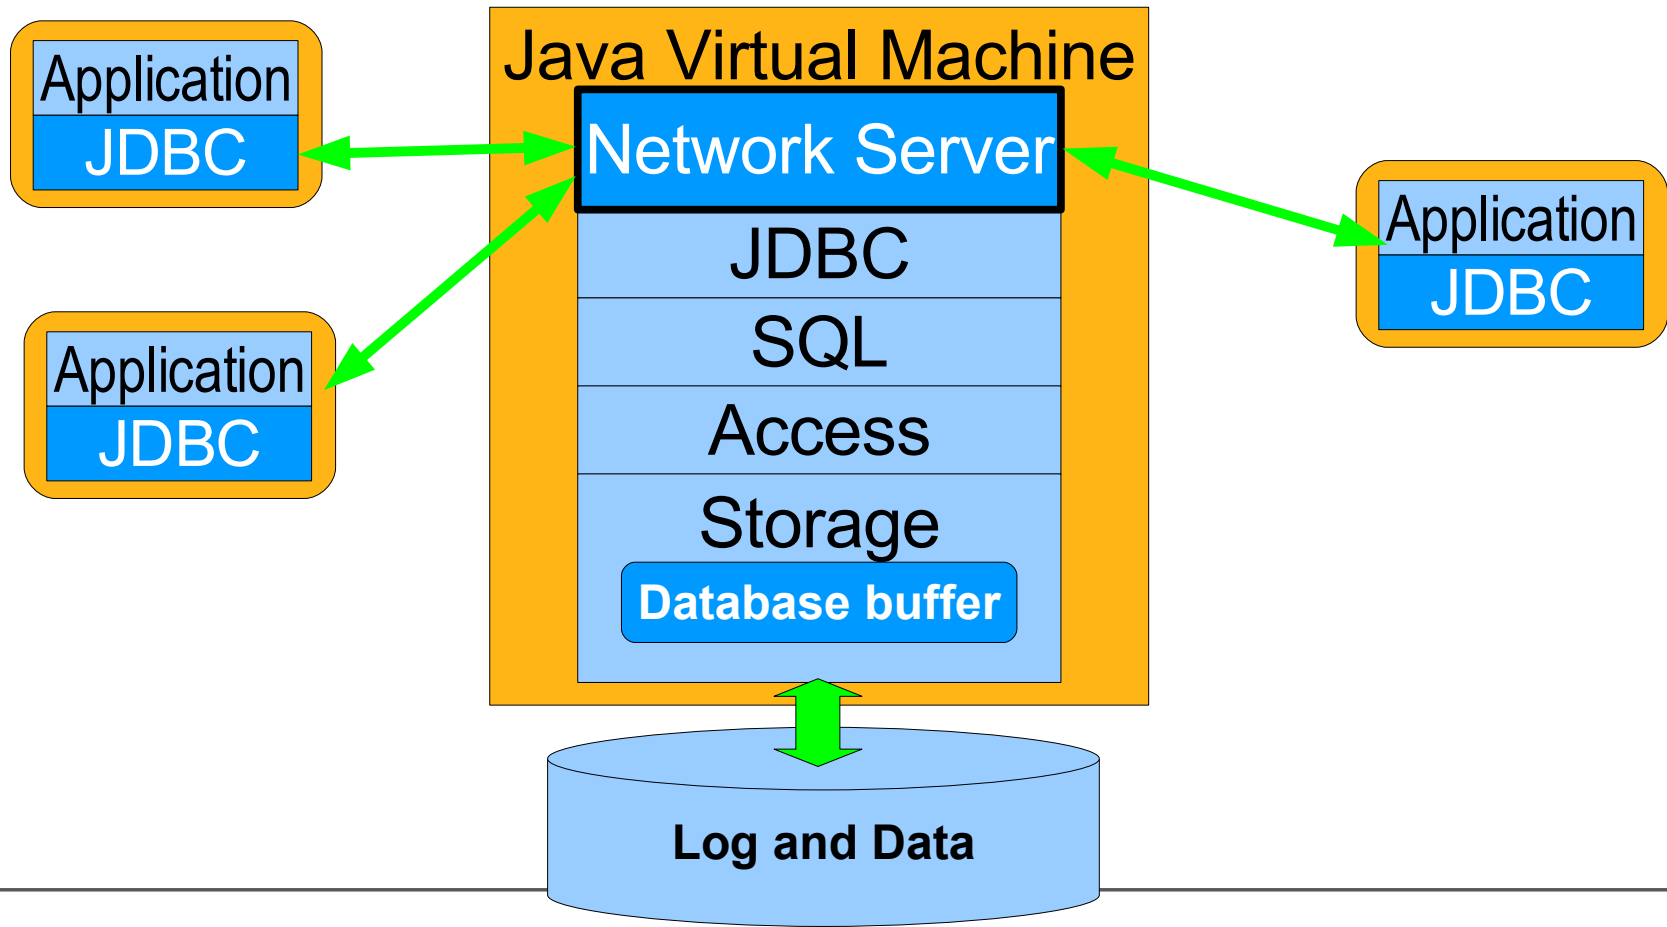 Application
JDBC
Application
JDBC
Java Virtual Machine
Network Server
JDBC
SQL
Access
Storage
Database buffer
Log and Data
Application
JDBC